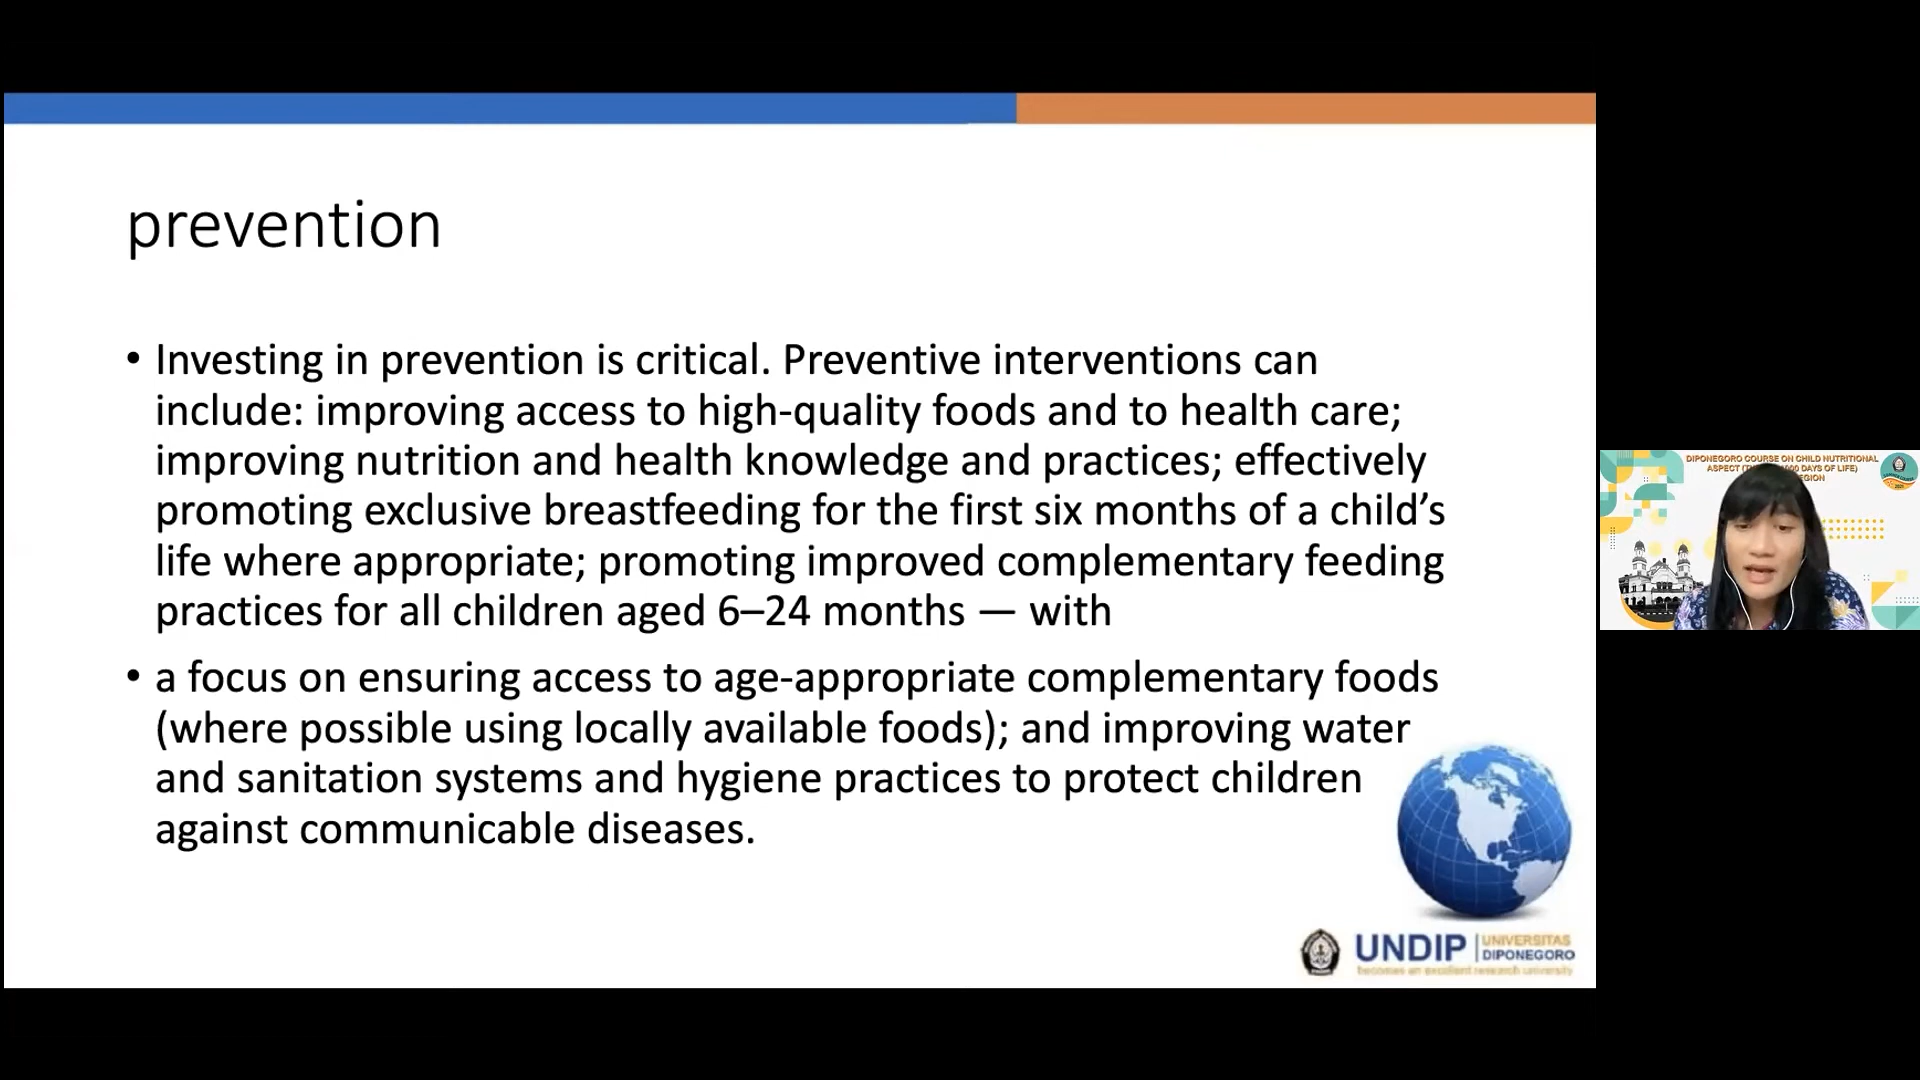 prevention
• Investing in prevention is critical. Preventive interventions can
include: improving access to high-quality foods and to health care;
improving nutrition and health knowledge and practices; effectively
promoting exclusive breastfeeding for the first six months of a child’s
life where appropriate; promoting improved complementary feeding
practices for all children aged 6–24 months — with
• a focus on ensuring access to age-appropriate complementary foods
(where possible using locally available foods); and improving water
and sanitation systems and hygiene practices to protect children
against communicable diseases.
UNDIP
UNIVERSITAS
DIPONEGORO
becomes an excellent research university
DIPONEGORO COURSE ON CHILD NUTRITIONAL
ASPECT DAYS OF LIFE)